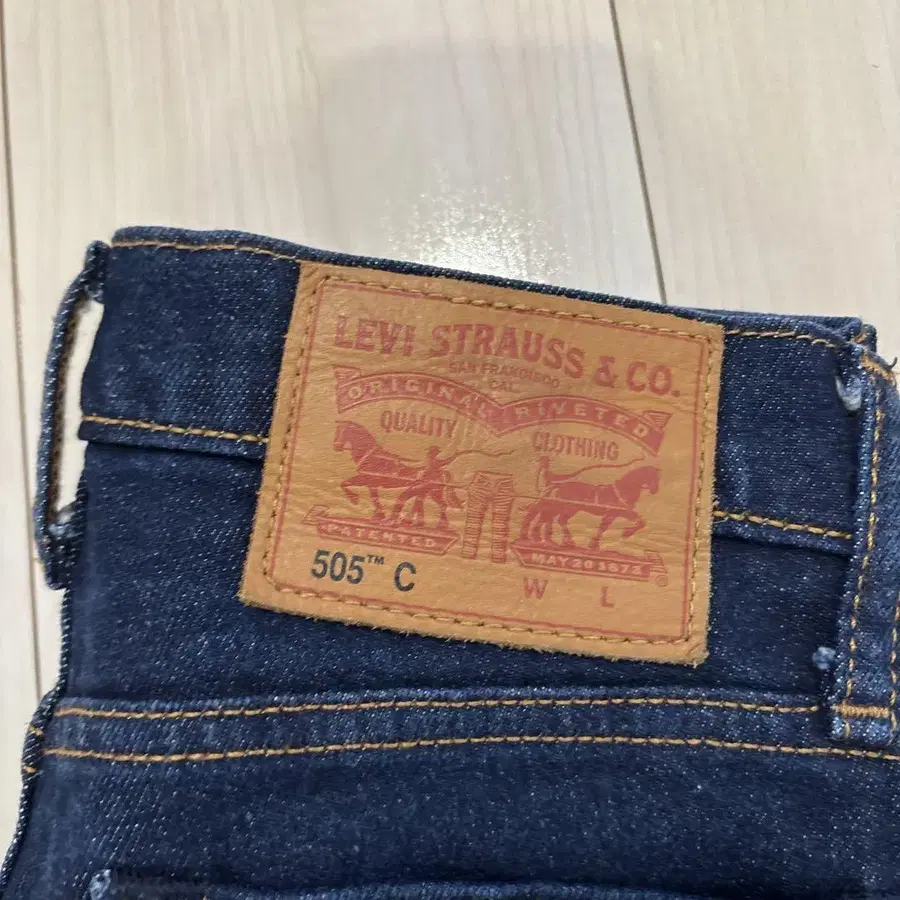 LEVI STRAUSS & CO.
SAN FRANCISCO
CAL.
ORIGINAL RIVETED
QUALITY CLOTHING
PATENTED
MAY 20 1873
505™ C W L